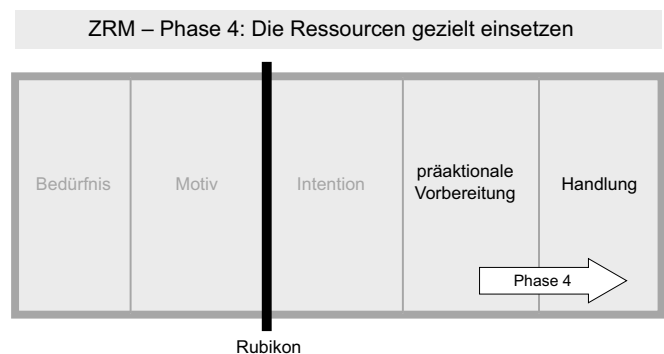 ZRM – Phase 4: Die Ressourcen gezielt einsetzen
Bedürfnis
Motiv
Intention
präaktionale
Vorbereitung
Handlung
Phase 4
Rubikon